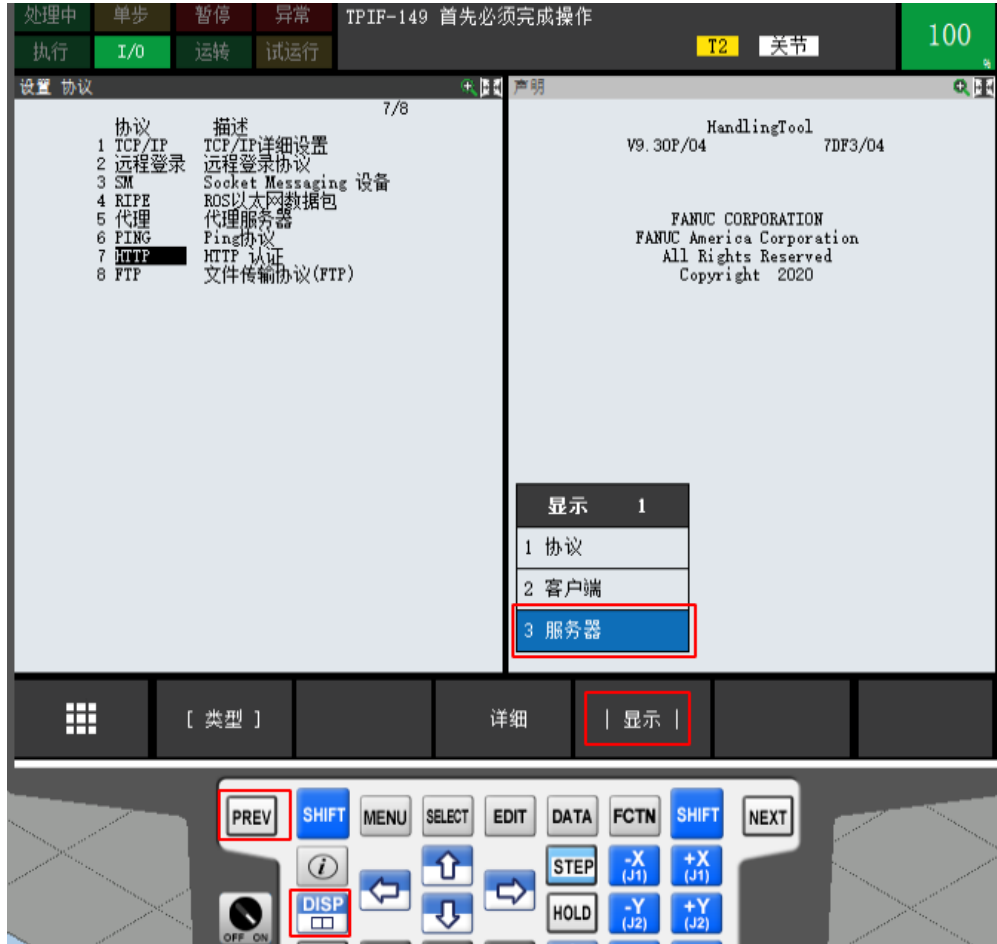 处理中 单步 暂停 异常 TPIF-149 首先必须完成操作
执行 I/O 运转 试运行 T2 关节 100 %
设置 协议
7/8
协议 描述
1 TCP/IP TCP/IP详细设置
2 远程登录 远程登录协议
3 SM Socket Messaging 设备
4 RIPE ROS以太网数据包
5 代理 代理服务器
6 PING Ping协议
7 HTTP HTTP 认证
8 FTP 文件传输协议(FTP)
声明
HandlingTool
V9.30P/04 7DF3/04
FANUC CORPORATION
FANUC America Corporation
All Rights Reserved
Copyright 2020
显示 1
1 协议
2 客户端
3 服务器
[ 类型 ] 详细 | 显示 |
PREV SHIFT MENU SELECT EDIT DATA FCTN SHIFT NEXT
i STEP -X (J1) +X (J1)
DISP HOLD -Y (J2) +Y (J2)
OFF ON